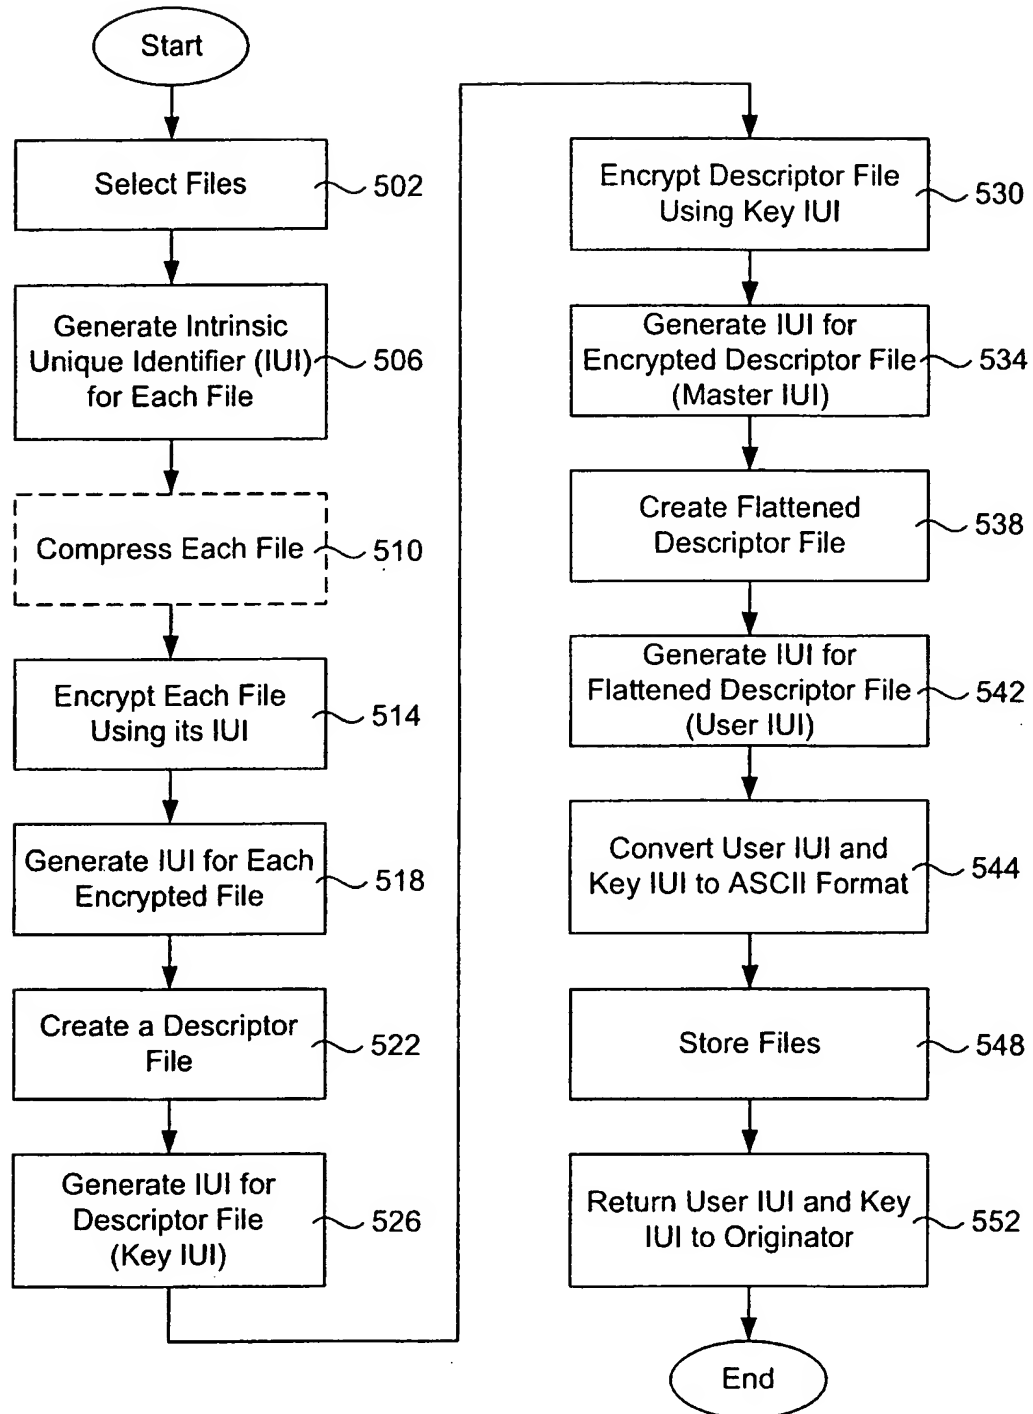 Start
Select Files
502
Generate Intrinsic
Unique Identifier (IUI)
for Each File
506
Compress Each File
510
Encrypt Each File
Using its IUI
514
Generate IUI for Each
Encrypted File
518
Create a Descriptor
File
522
Generate IUI for
Descriptor File
(Key IUI)
526
Encrypt Descriptor File
Using Key IUI
530
Generate IUI for
Encrypted Descriptor File
(Master IUI)
534
Create Flattened
Descriptor File
538
Generate IUI for
Flattened Descriptor File
(User IUI)
542
Convert User IUI and
Key IUI to ASCII Format
544
Store Files
548
Return User IUI and Key
IUI to Originator
552
End